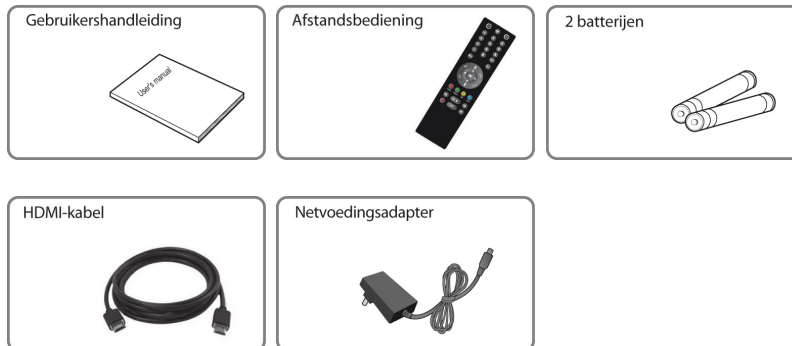 Gebruikershandleiding
User's manual
Afstandsbediening
2 batterijen
HDMI-kabel
Netvoedingsadapter